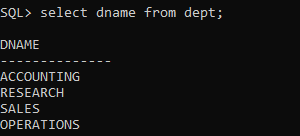 SQL> select dname from dept;
DNAME
--------------
ACCOUNTING
RESEARCH
SALES
OPERATIONS